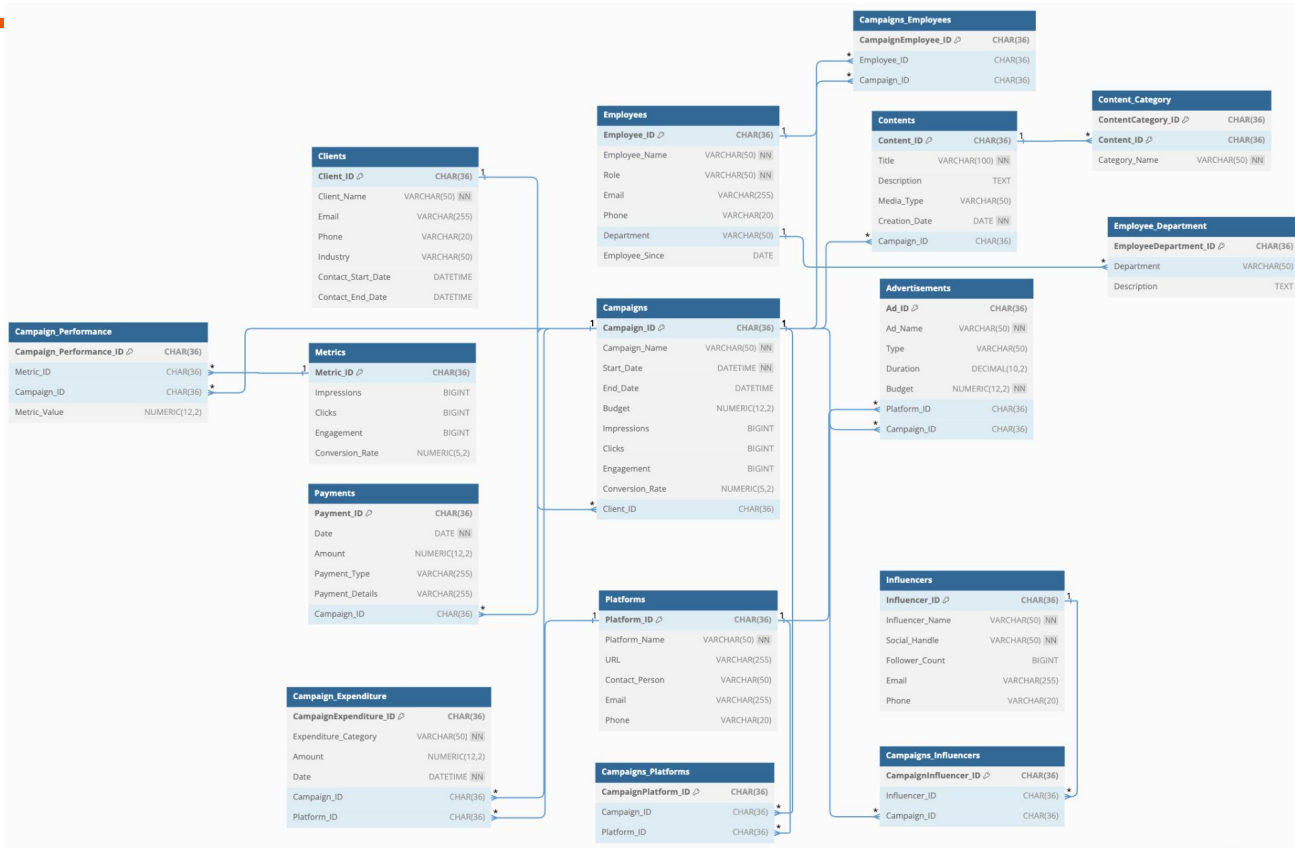 Campaigns_Employees
CampaignEmployee_ID CHAR(36)
Employee_ID CHAR(36)
Campaign_ID CHAR(36)
Content_Category
ContentCategory_ID CHAR(36)
Content_ID CHAR(36)
Category_Name VARCHAR(50) NN
Employees
Employee_ID CHAR(36)
Employee_Name VARCHAR(50) NN
Role VARCHAR(50) NN
Email VARCHAR(255)
Phone VARCHAR(20)
Department VARCHAR(50)
Employee_Since DATE
Contents
Content_ID CHAR(36)
Title VARCHAR(100) NN
Description TEXT
Media_Type VARCHAR(50)
Creation_Date DATE NN
Campaign_ID CHAR(36)
Clients
Client_ID CHAR(36)
Client_Name VARCHAR(50) NN
Email VARCHAR(255)
Phone VARCHAR(20)
Industry VARCHAR(50)
Contact_Start_Date DATETIME
Contact_End_Date DATETIME
Employee_Department
EmployeeDepartment_ID CHAR(36)
Department VARCHAR(50)
Description TEXT
Advertisements
Ad_ID CHAR(36)
Ad_Name VARCHAR(50) NN
Type VARCHAR(50)
Duration DECIMAL(10,2)
Budget NUMERIC(12,2) NN
Platform_ID CHAR(36)
Campaign_ID CHAR(36)
Campaigns
Campaign_ID CHAR(36)
Campaign_Name VARCHAR(50) NN
Start_Date DATETIME NN
End_Date DATETIME
Budget NUMERIC(12,2)
Impressions BIGINT
Clicks BIGINT
Engagement BIGINT
Conversion_Rate NUMERIC(5,2)
Client_ID CHAR(36)
Campaign_Performance
Campaign_Performance_ID CHAR(36)
Metric_ID CHAR(36)
Campaign_ID CHAR(36)
Metric_Value NUMERIC(12,2)
Metrics
Metric_ID CHAR(36)
Impressions BIGINT
Clicks BIGINT
Engagement BIGINT
Conversion_Rate NUMERIC(5,2)
Payments
Payment_ID CHAR(36)
Date DATE NN
Amount NUMERIC(12,2)
Payment_Type VARCHAR(255)
Payment_Details VARCHAR(255)
Campaign_ID CHAR(36)
Influencers
Influencer_ID CHAR(36)
Influencer_Name VARCHAR(50) NN
Social_Handle VARCHAR(50) NN
Follower_Count BIGINT
Email VARCHAR(255)
Phone VARCHAR(20)
Platforms
Platform_ID CHAR(36)
Platform_Name VARCHAR(50) NN
URL VARCHAR(255)
Contact_Person VARCHAR(50)
Email VARCHAR(255)
Phone VARCHAR(20)
Campaign_Expenditure
CampaignExpenditure_ID CHAR(36)
Expenditure_Category VARCHAR(50) NN
Amount NUMERIC(12,2)
Date DATETIME NN
Campaign_ID CHAR(36)
Platform_ID CHAR(36)
Campaigns_Platforms
CampaignPlatform_ID CHAR(36)
Campaign_ID CHAR(36)
Platform_ID CHAR(36)
Campaigns_Influencers
CampaignInfluencer_ID CHAR(36)
Influencer_ID CHAR(36)
Campaign_ID CHAR(36)